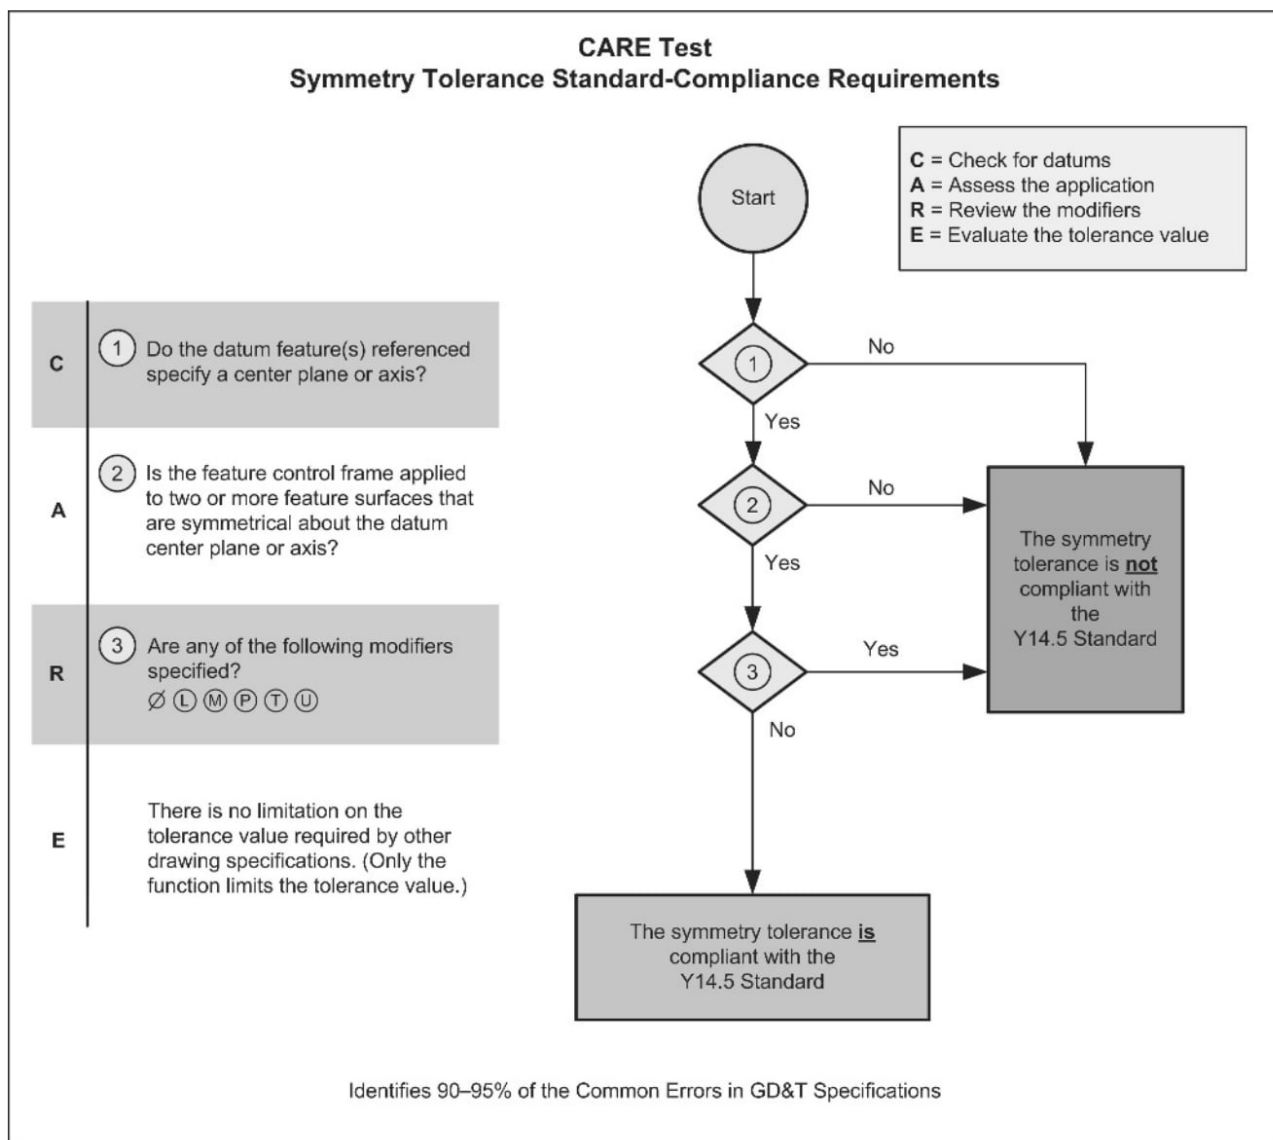 CARE Test
Symmetry Tolerance Standard-Compliance Requirements
C = Check for datums
A = Assess the application
R = Review the modifiers
E = Evaluate the tolerance value
Start
C
1 Do the datum feature(s) referenced
specify a center plane or axis?
A
2 Is the feature control frame applied
to two or more feature surfaces that
are symmetrical about the datum
center plane or axis?
R
3 Are any of the following modifiers
specified?
∅ Ⓛ Ⓜ Ⓟ Ⓣ Ⓤ
E
There is no limitation on the
tolerance value required by other
drawing specifications. (Only the
function limits the tolerance value.)
1
No
Yes
2
No
Yes
3
Yes
No
The symmetry
tolerance is not
compliant with
the
Y14.5 Standard
The symmetry tolerance is
compliant with the
Y14.5 Standard
Identifies 90–95% of the Common Errors in GD&T Specifications